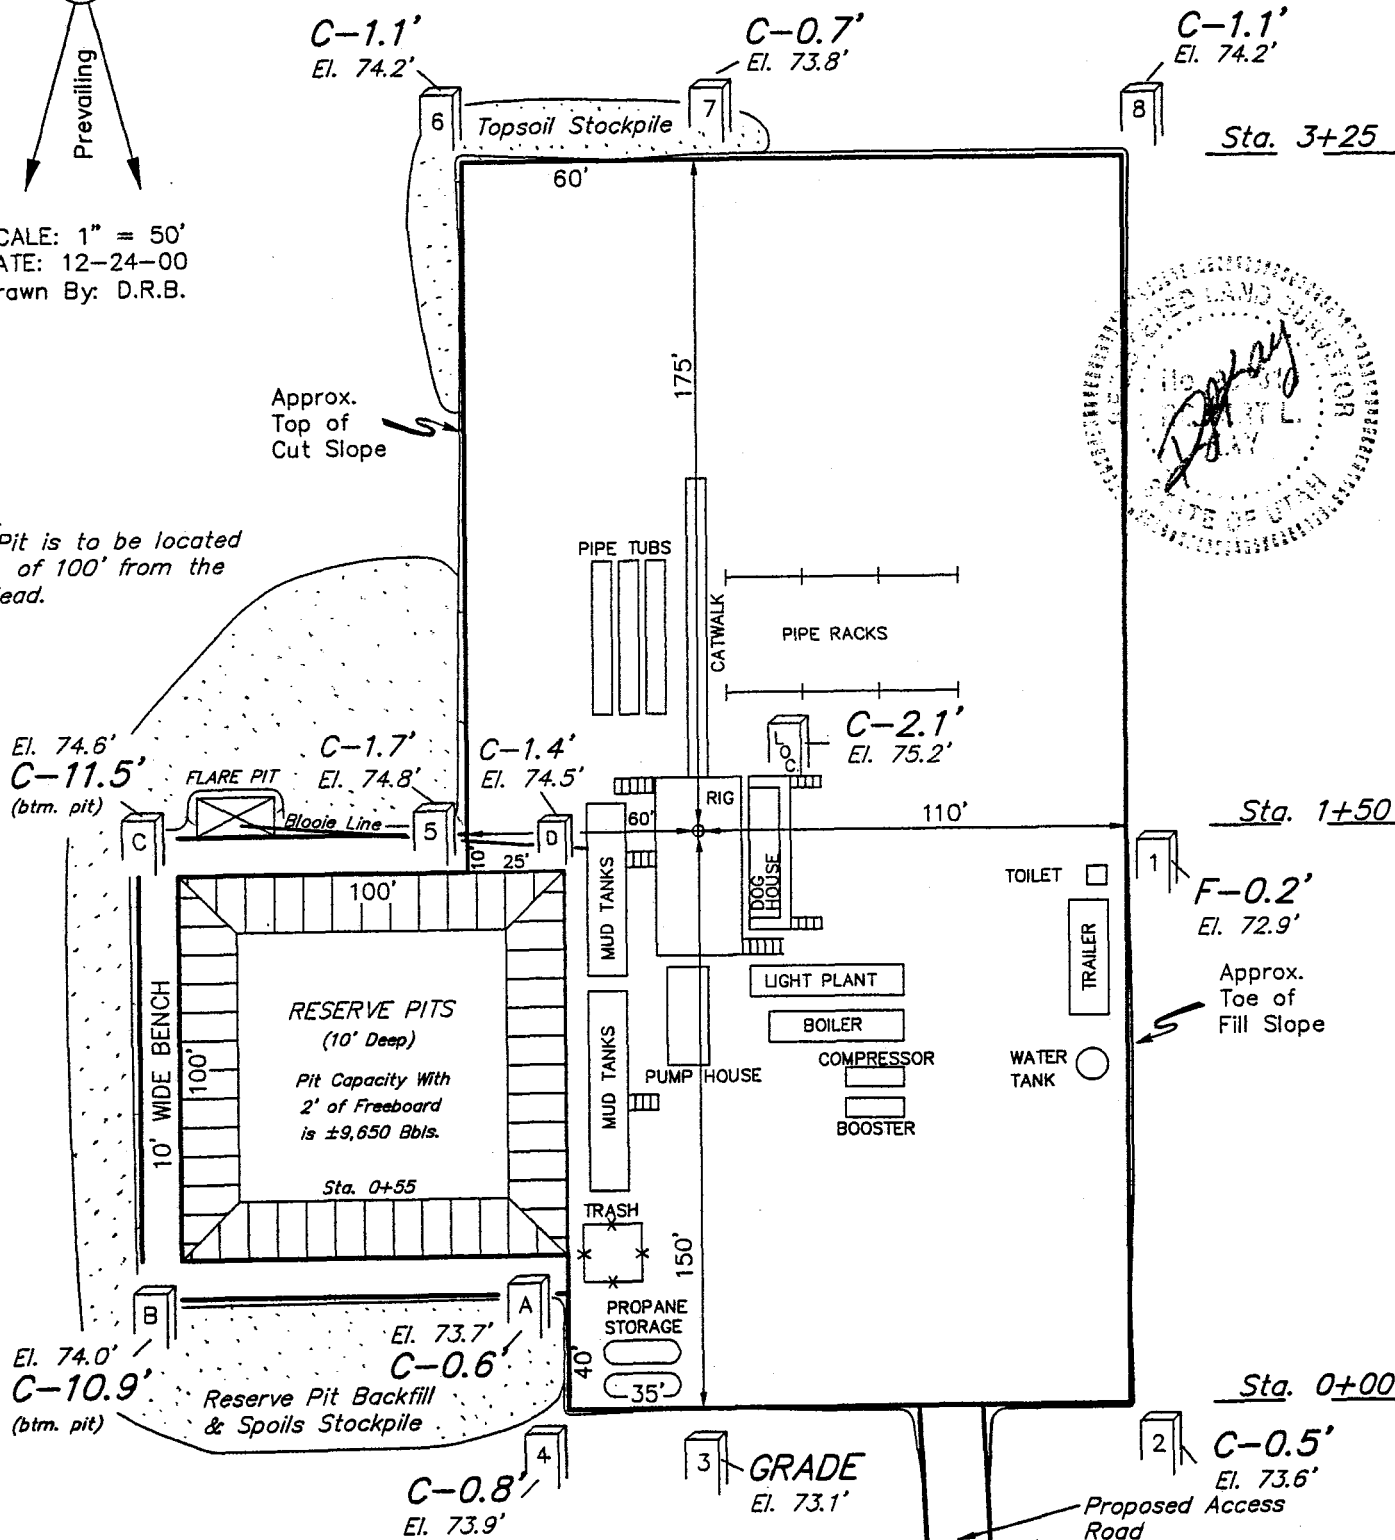 C-1.1'
El. 74.2'
C-0.7'
El. 73.8'
C-1.1'
El. 74.2'
Prevailing
6
Topsoil Stockpile
7
8
Sta. 3+25
60'
CALE: 1" = 50'
ATE: 12-24-00
rawn By: D.R.B.
LAND SURVEYOR
STATE OF UTAH
175'
Approx.
Top of
Cut Slope
Pit is to be located
of 100' from the
ead.
PIPE TUBS
CATWALK
PIPE RACKS
El. 74.6'
C-11.5'
(btm. pit)
FLARE PIT
C-1.7'
El. 74.8'
C-1.4'
El. 74.5'
LOC.
C-2.1'
El. 75.2'
RIG
C
Blooie Line
5
D
60'
110'
Sta. 1+50
10'
25'
DOG
HOUSE
TOILET
1
F-0.2'
El. 72.9'
100'
MUD TANKS
TRAILER
LIGHT PLANT
Approx.
Toe of
Fill Slope
RESERVE PITS
(10' Deep)
Pit Capacity With
2' of Freeboard
is ±9,650 Bbls.
Sta. 0+55
10' WIDE BENCH
100'
MUD TANKS
PUMP HOUSE
BOILER
COMPRESSOR
BOOSTER
WATER
TANK
TRASH
150'
B
A
PROPANE
STORAGE
El. 74.0'
C-10.9'
(btm. pit)
El. 73.7'
C-0.6'
40'
35'
Reserve Pit Backfill
& Spoils Stockpile
Sta. 0+00
4
C-0.8'
El. 73.9'
3
GRADE
El. 73.1'
2
C-0.5'
El. 73.6'
Proposed Access
Road